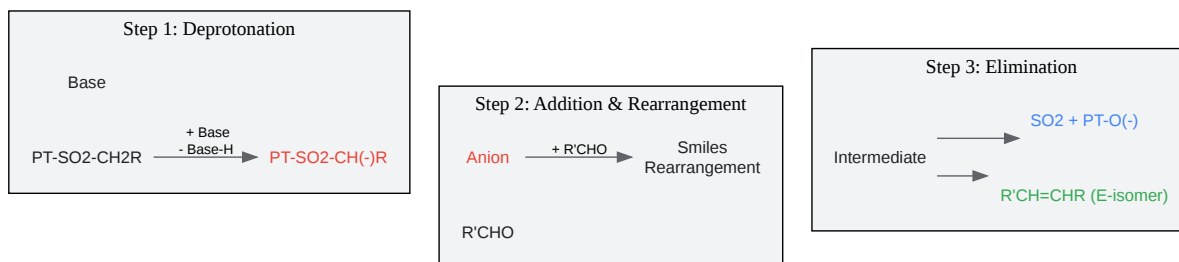 Step 1: Deprotonation
Base
+ Base
- Base-H
PT-SO2-CH2R
PT-SO2-CH(-)R
Step 2: Addition & Rearrangement
Anion
+ R'CHO
Smiles
Rearrangement
R'CHO
Step 3: Elimination
SO2 + PT-O(-)
Intermediate
R'CH=CHR (E-isomer)